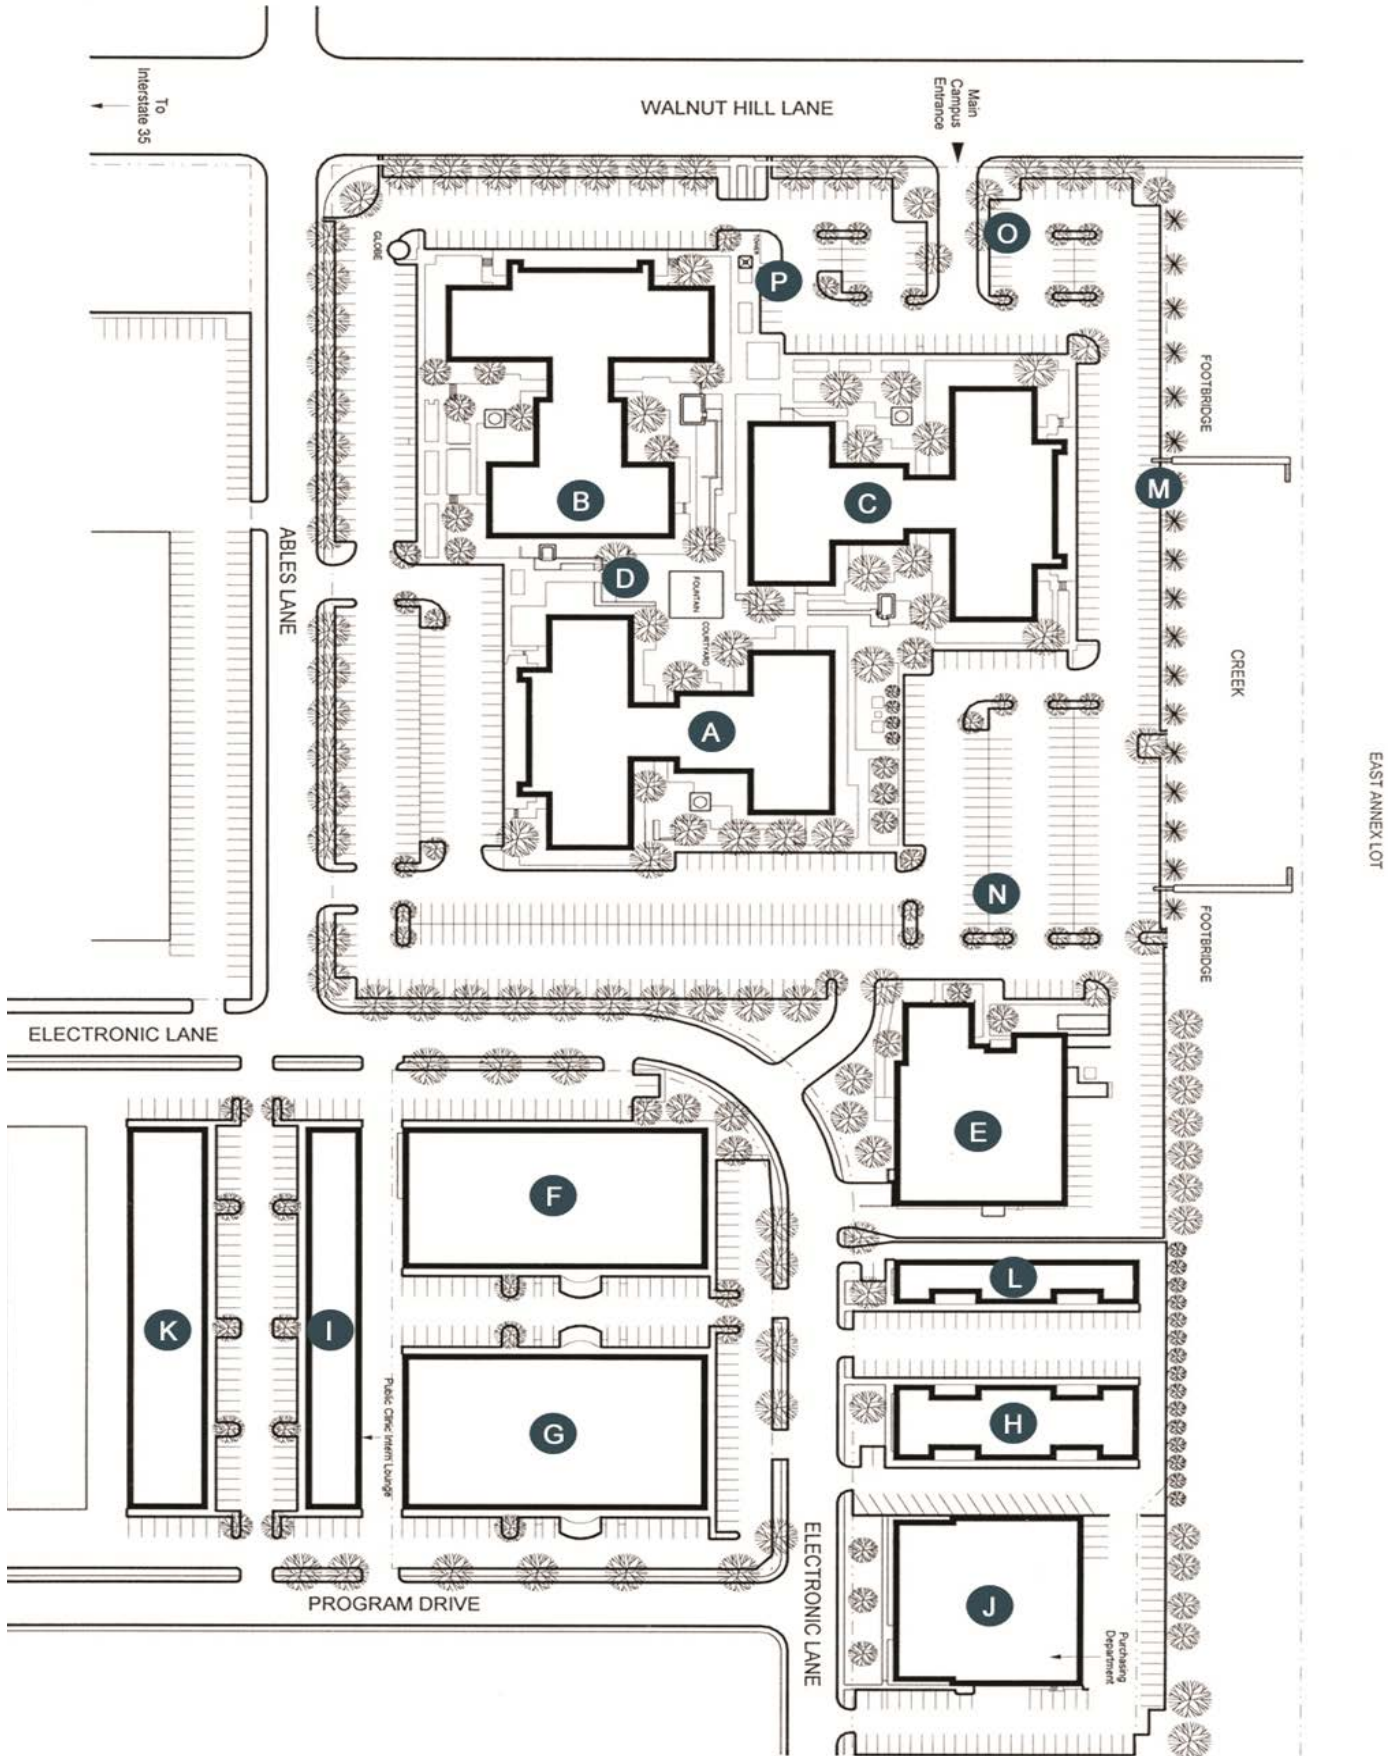 To
Interstate 35
WALNUT HILL LANE
Main
Campus
Entrance
O
GLOBE
TOWER
P
FOOTBRIDGE
B
C
M
ABLES LANE
D
FOUNTAIN
COURTYARD
CREEK
A
EAST ANNEX LOT
N
FOOTBRIDGE
ELECTRONIC LANE
E
F
L
K
I
Public Clinic Intern Lounge
G
H
ELECTRONIC LANE
PROGRAM DRIVE
J
Purchasing
Department